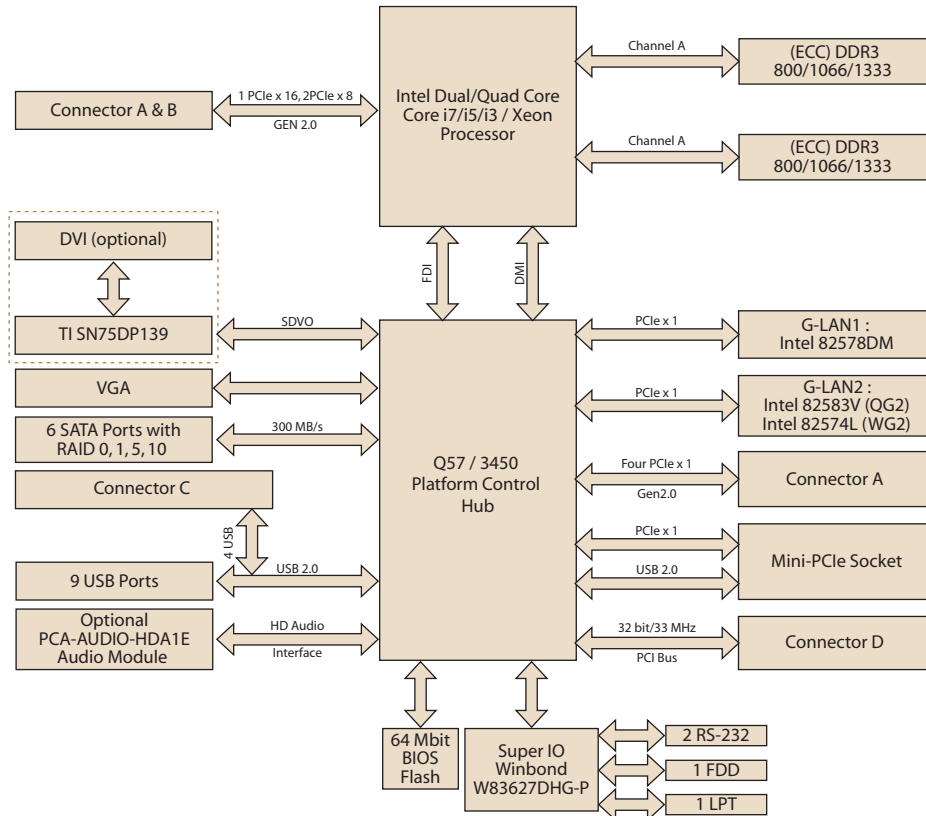 Intel Dual/Quad Core
Core i7/i5/i3 / Xeon
Processor
Channel A
(ECC) DDR3
800/1066/1333
Channel A
(ECC) DDR3
800/1066/1333
Connector A & B
1 PCIe x 16, 2PCIe x 8
GEN 2.0
FDI
DMI
DVI (optional)
TI SN75DP139
SDVO
VGA
6 SATA Ports with
RAID 0, 1, 5, 10
300 MB/s
Connector C
4 USB
9 USB Ports
USB 2.0
Optional
PCA-AUDIO-HDA1E
Audio Module
HD Audio
Interface
Q57 / 3450
Platform Control
Hub
PCIe x 1
G-LAN1 :
Intel 82578DM
PCIe x 1
G-LAN2 :
Intel 82583V (QG2)
Intel 82574L (WG2)
Four PCIe x 1
Gen2.0
Connector A
PCIe x 1
USB 2.0
Mini-PCIe Socket
32 bit/33 MHz
PCI Bus
Connector D
64 Mbit
BIOS
Flash
Super IO
Winbond
W83627DHG-P
2 RS-232
1 FDD
1 LPT